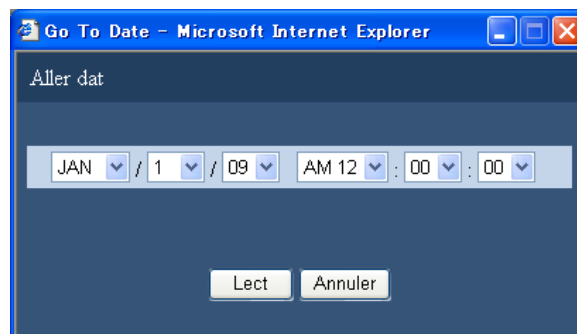 Go To Date - Microsoft Internet Explorer
Aller dat
JAN / 1 / 09 AM 12 : 00 : 00
Lect Annuler